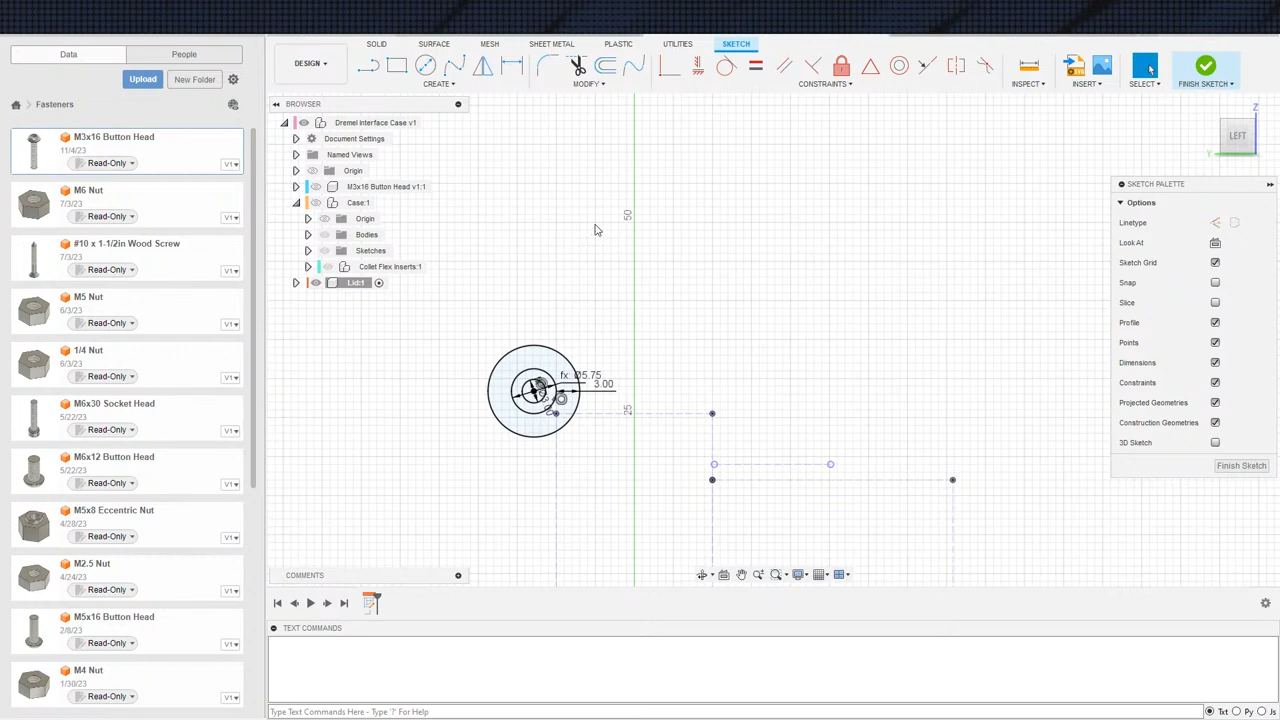 SOLID SURFACE MESH SHEET METAL PLASTIC UTILITIES SKETCH
Data People
DESIGN
CREATE MODIFY CONSTRAINTS INSPECT INSERT SELECT FINISH SKETCH
Upload New Folder
Fasteners
M3x16 Button Head
11/4/23
Read-Only V1
M6 Nut
7/3/23
Read-Only V1
#10 x 1-1/2in Wood Screw
7/3/23
Read-Only V1
M5 Nut
6/3/23
Read-Only V1
1/4 Nut
6/3/23
Read-Only V1
M6x30 Socket Head
5/22/23
Read-Only V1
M6x12 Button Head
5/22/23
Read-Only V1
M5x8 Eccentric Nut
4/28/23
Read-Only V1
M2.5 Nut
4/24/23
Read-Only V1
M5x16 Button Head
2/8/23
Read-Only V1
M4 Nut
1/30/23
Read-Only V1
BROWSER
Dremel Interface Case v1
Document Settings
Named Views
Origin
M3x16 Button Head v1:1
Case:1
Origin
Bodies
Sketches
Collet Flex Inserts:1
Lid:1
50
fx: Ø5.75
3.00
25
Z
LEFT
Y
SKETCH PALETTE
Options
Linetype
Look At
Sketch Grid
Snap
Slice
Profile
Points
Dimensions
Constraints
Projected Geometries
Construction Geometries
3D Sketch
Finish Sketch
COMMENTS
TEXT COMMANDS
Type Text Commands Here - Type '?' For Help
Txt Py Js